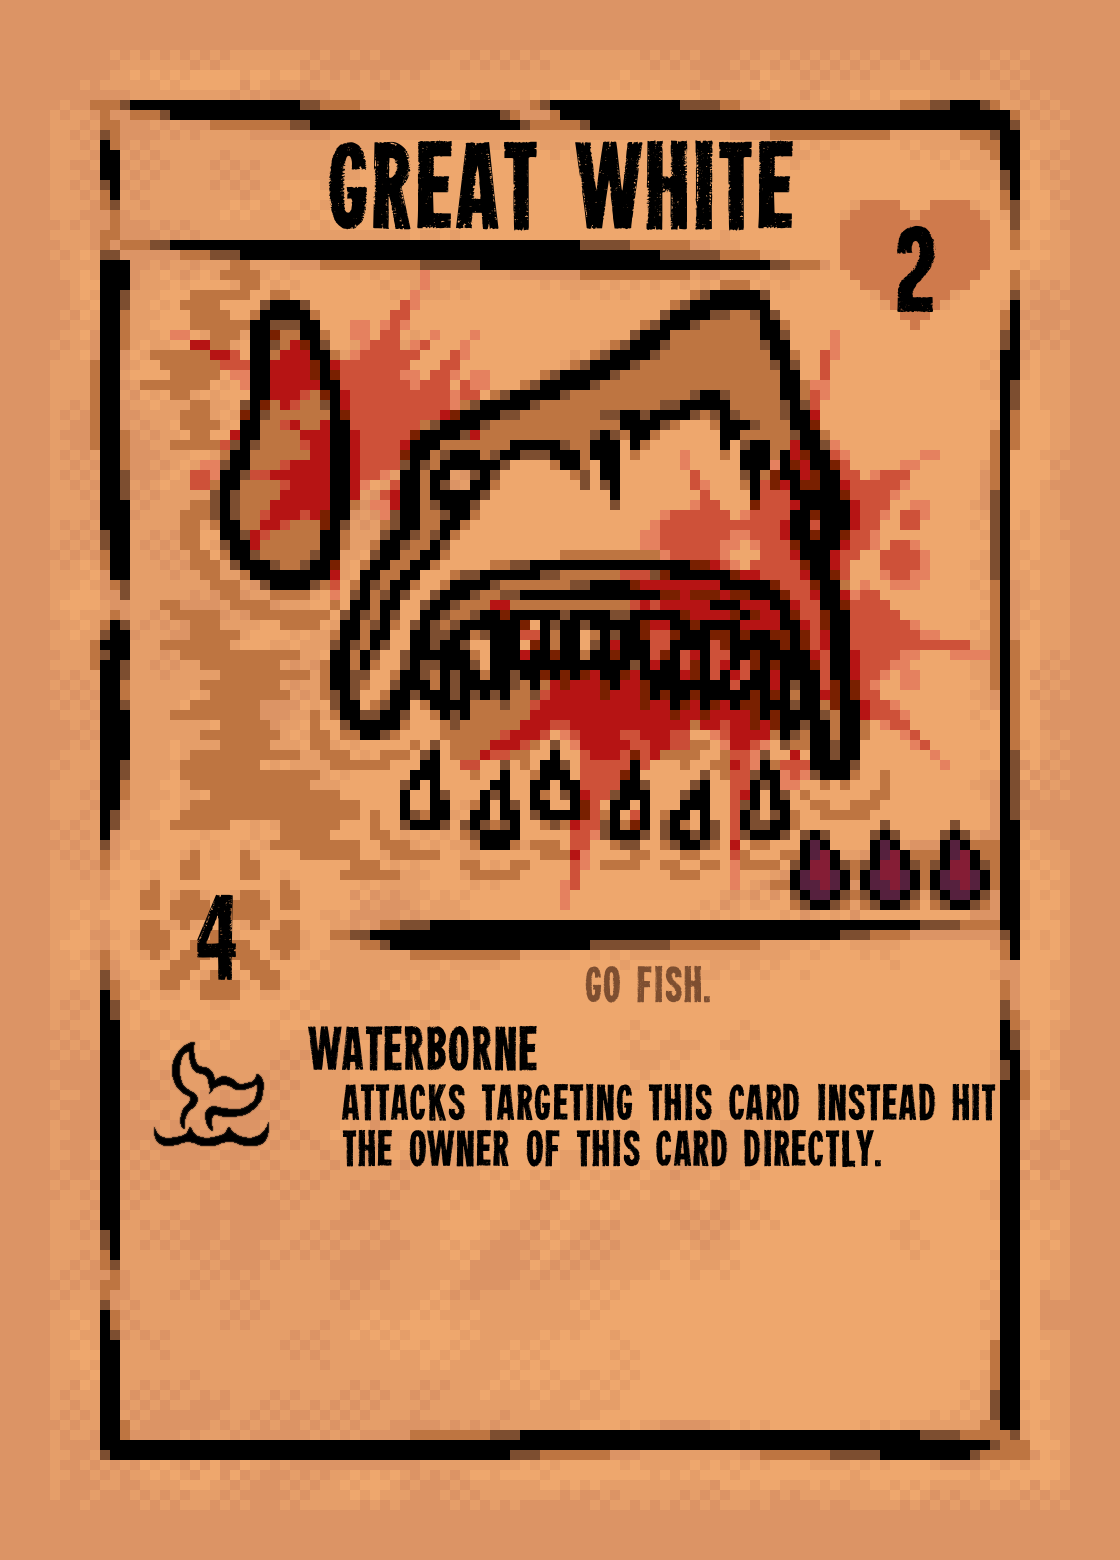 GREAT WHITE
2
4
GO FISH.
WATERBORNE
ATTACKS TARGETING THIS CARD INSTEAD HIT
THE OWNER OF THIS CARD DIRECTLY.